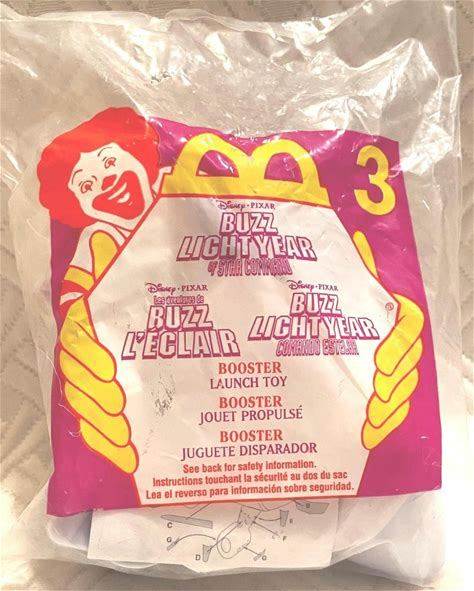 3
Disney • PIXAR
BUZZ
LIGHTYEAR
OF STAR COMMAND
Disney • PIXAR
Les aventures de
BUZZ
L'ÉCLAIR
Disney • PIXAR
BUZZ
LIGHTYEAR
COMANDO ESTELAR
BOOSTER
LAUNCH TOY
BOOSTER
JOUET PROPULSÉ
BOOSTER
JUGUETE DISPARADOR
See back for safety information.
Instructions touchant la sécurité au dos du sac
Lea el reverso para información sobre seguridad.
C
G
D
G
E
F